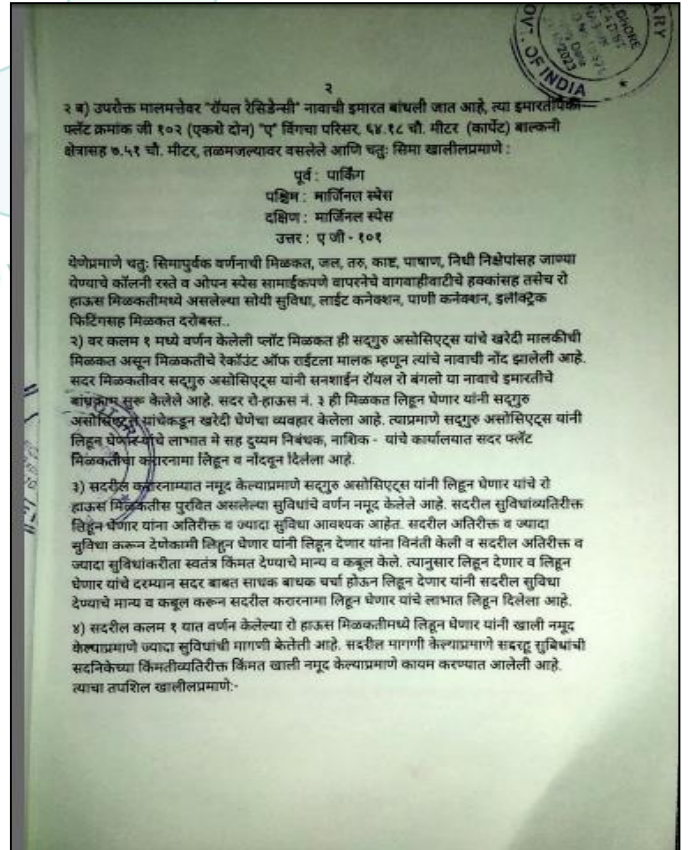 OF INDIA
ARY
DHORE
2023
२
२ ब) उपरोक्त मालमत्तेवर "रॉयल रेसिडेन्सी" नावाची इमारत बांधली जात आहे, त्या इमारतीपैकी
फ्लॅट क्रमांक जी १०२ (एकशे दोन) "ए" विंगचा परिसर, ६४.१८ चौ. मीटर (कार्पेट) बाल्कनी
क्षेत्रासह ७.५१ चौ. मीटर, तळमजल्यावर वसलेले आणि चतुः सिमा खालीलप्रमाणे :
पूर्व : पार्किंग
पश्चिम : मार्जिनल स्पेस
दक्षिण : मार्जिनल स्पेस
उत्तर : ए जी - १०१
येणेप्रमाणे चतुः सिमापुर्वक वर्णनाची मिळकत, जल, तरु, काष्ट, पाषाण, निधी निक्षेपांसह जाण्या
येण्याचे कॉलनी रस्ते व ओपन स्पेस सामाईकपणे वापरनेचे वागवाहीवाटीचे हक्कांसह तसेच रो
हाऊस मिळकतीमध्ये असलेल्या सोयी सुविधा, लाईट कनेक्शन, पाणी कनेक्शन, इलेक्ट्रिक
फिटिंगसह मिळकत दरोबस्त..
२) वर कलम १ मध्ये वर्णन केलेली प्लॉट मिळकत ही सद्‌गुरु असोसिएट्स यांचे खरेदी मालकीची
मिळकत असून मिळकतीचे रेकॉउंट ऑफ राईटला मालक म्हणून त्यांचे नावाची नोंद झालेली आहे.
सदर मिळकतीवर सद्‌गुरु असोसिएट्स यांनी सनशाईन रॉयल रो बंगलो या नावाचे इमारतीचे
बांधकाम सुरू केलेले आहे. सदर रो-हाऊस नं. ३ ही मिळकत लिहून घेणार यांनी सद्‌गुरु
असोसिएट्स यांचेकडून खरेदी घेणेचा व्यवहार केलेला आहे. त्याप्रमाणे सद्‌गुरु असोसिएट्स यांनी
लिहून घेणार यांचे लाभात मे सह दुय्यम निबंधक, नाशिक - यांचे कार्यालयात सदर फ्लॅट
मिळकतीचा करारनामा लिहून व नोंदवून दिलेला आहे.
३) सदरील करारनाम्यात नमूद केल्याप्रमाणे सद्‌गुरु असोसिएट्स यांनी लिहून घेणार यांचे रो
हाऊस मिळकतीस पुरवित असलेल्या सुविधांचे वर्णन नमूद केलेले आहे. सदरील सुविधांव्यतिरीक्त
लिहून घेणार यांना अतिरीक्त व ज्यादा सुविधा आवश्यक आहेत. सदरील अतिरीक्त व ज्यादा
सुविधा करून देणेकामी लिहून घेणार यांनी लिहून देणार यांना विनंती केली व सदरील अतिरीक्त व
ज्यादा सुविधांकरीता स्वतंत्र किंमत देण्याचे मान्य व कबूल केले. त्यानुसार लिहून देणार व लिहून
घेणार यांचे दरम्यान सदर बाबत साधक बाधक चर्चा होऊन लिहून देणार यांनी सदरील सुविधा
देण्याचे मान्य व कबूल करून सदरील करारनामा लिहून घेणार यांचे लाभात लिहून दिलेला आहे.
४) सदरील कलम १ यात वर्णन केलेल्या रो हाऊस मिळकतीमध्ये लिहून घेणार यांनी खाली नमूद
केल्याप्रमाणे ज्यादा सुविधांची मागणी केतेती आहे. सदरील मागणी केल्याप्रमाणे सदरहू सुबिधांची
सदनिकेच्या किंमतीव्यतिरीक्त किंमत खाली नमूद केल्याप्रमाणे कायम करण्यात आलेली आहे.
त्याचा तपशिल खालीलप्रमाणे:-